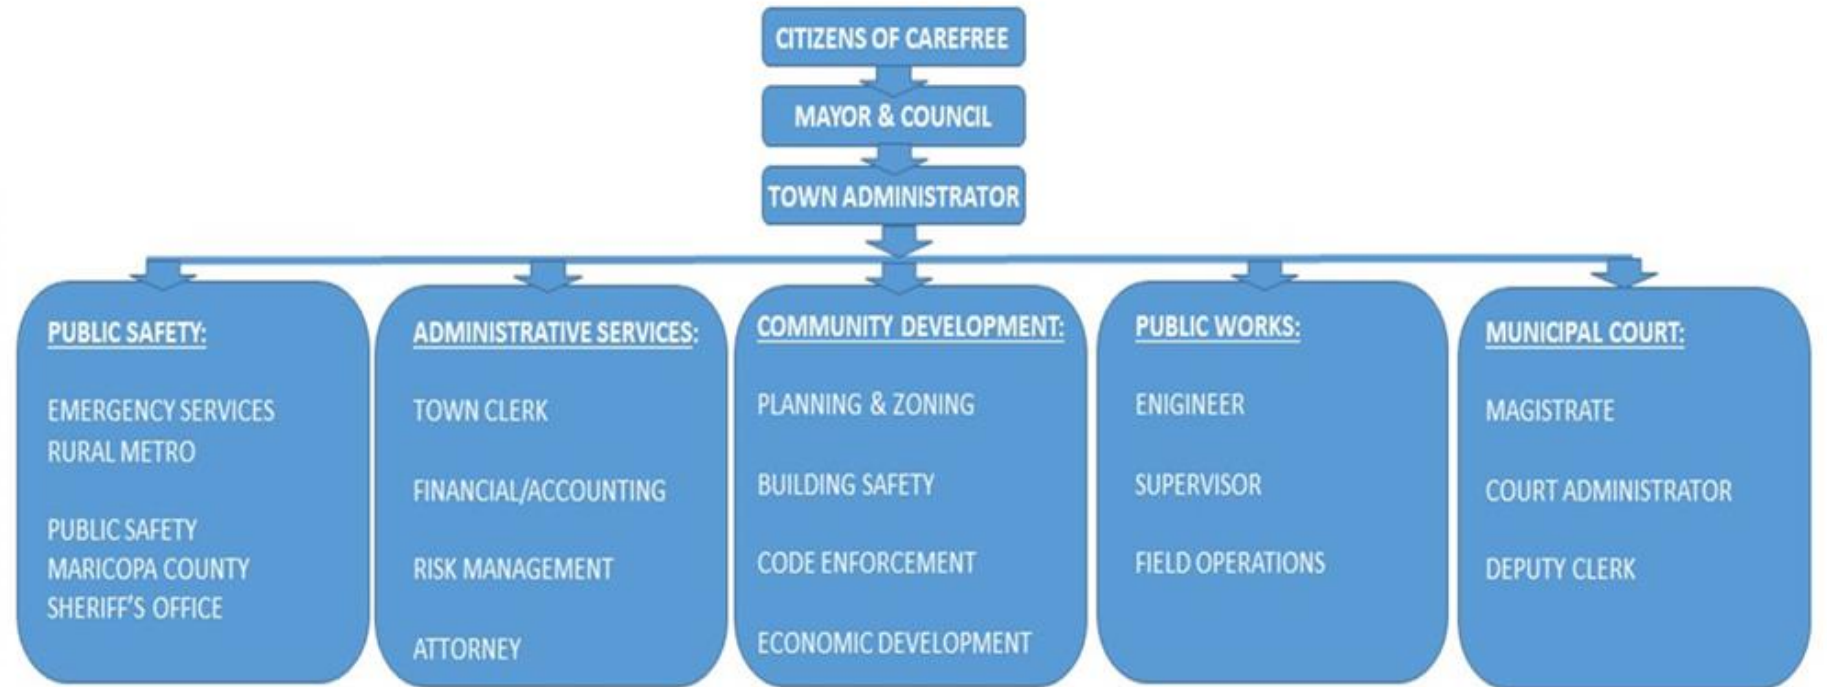 CITIZENS OF CAREFREE
MAYOR & COUNCIL
TOWN ADMINISTRATOR
PUBLIC SAFETY:
EMERGENCY SERVICES
RURAL METRO
PUBLIC SAFETY
MARICOPA COUNTY
SHERIFF'S OFFICE
ADMINISTRATIVE SERVICES:
TOWN CLERK
FINANCIAL/ACCOUNTING
RISK MANAGEMENT
ATTORNEY
COMMUNITY DEVELOPMENT:
PLANNING & ZONING
BUILDING SAFETY
CODE ENFORCEMENT
ECONOMIC DEVELOPMENT
PUBLIC WORKS:
ENIGINEER
SUPERVISOR
FIELD OPERATIONS
MUNICIPAL COURT:
MAGISTRATE
COURT ADMINISTRATOR
DEPUTY CLERK